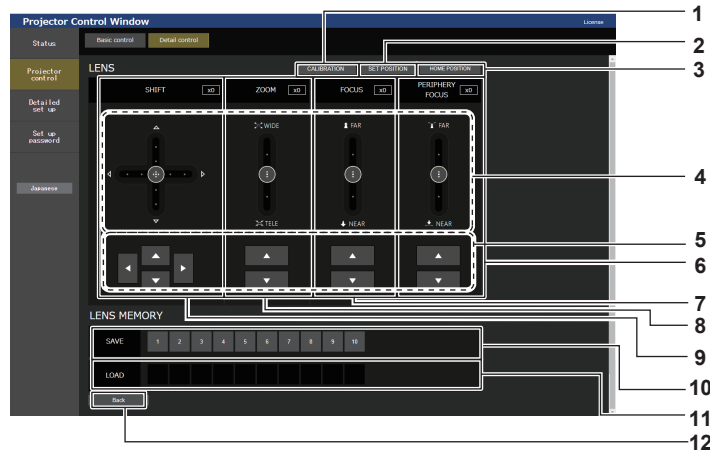 Projector Control Window
License
1
Status
Basic control
Detail control
2
LENS
CALIBRATION
SET POSITION
HOME POSITION
3
Projector
control
SHIFT
x0
ZOOM
x0
FOCUS
x0
PERIPHERY
FOCUS
x0
Detailed
set up
WIDE
FAR
FAR
Set up
password
4
Japanese
TELE
NEAR
NEAR
5
6
7
LENS MEMORY
8
SAVE
1 2 3 4 5 6 7 8 9 10
9
10
LOAD
Back
11
12